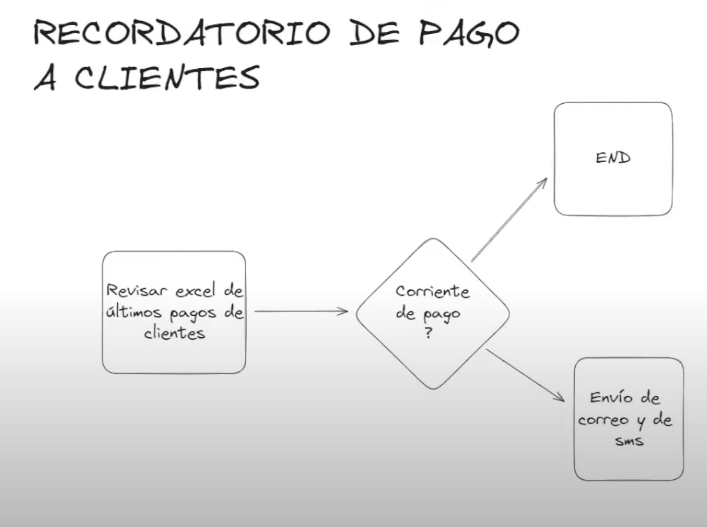 RECORDATORIO DE PAGO
A CLIENTES
END
Revisar excel de
últimos pagos de
clientes
Corriente
de pago
?
Envío de
correo y de
sms